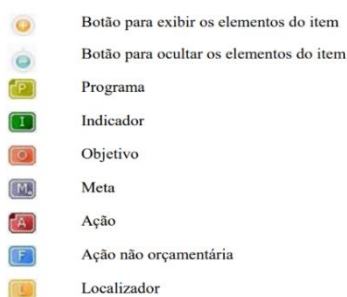 Botão para exibir os elementos do item
Botão para ocultar os elementos do item
P Programa
I Indicador
O Objetivo
M Meta
A Ação
F Ação não orçamentária
L Localizador